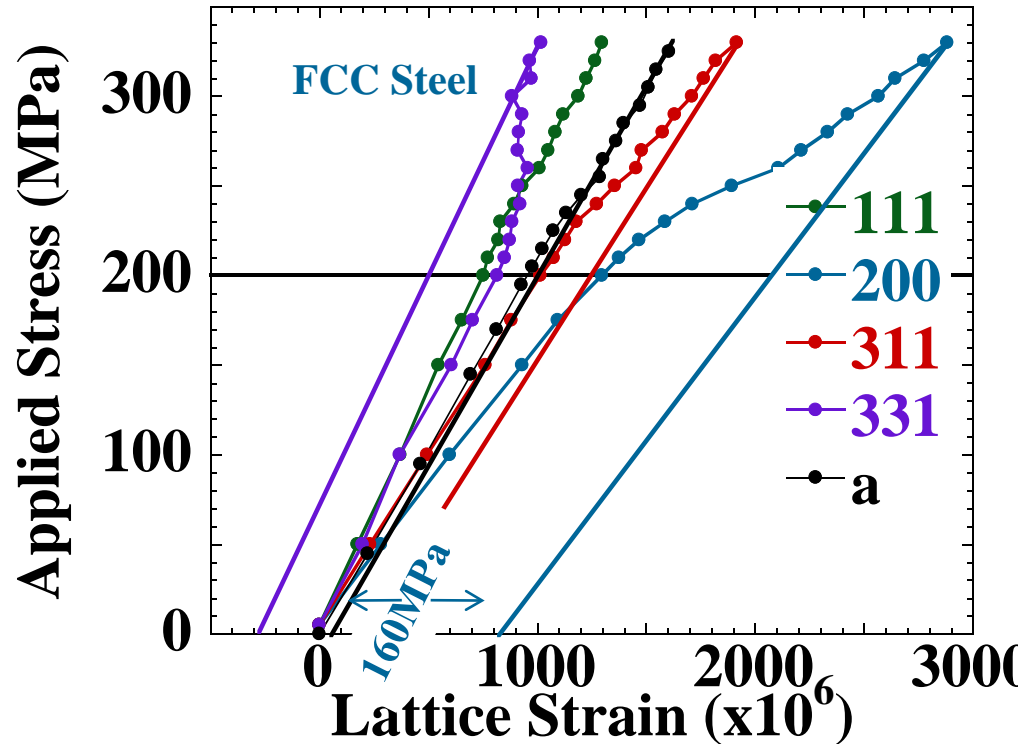 FCC Steel
Applied Stress (MPa)
300
200
100
0
111
200
311
331
a
160MPa
0
1000
2000
3000
Lattice Strain (x10⁶)